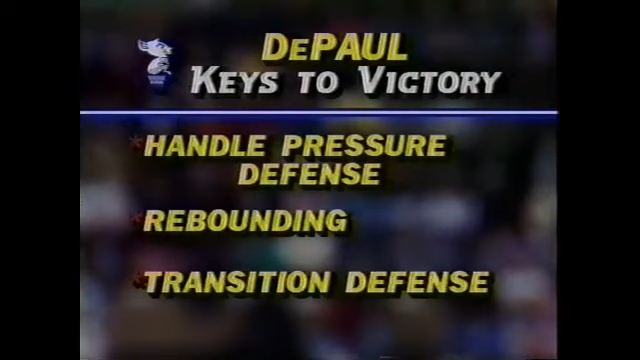 DePAUL
KEYS TO VICTORY
*HANDLE PRESSURE
DEFENSE
*REBOUNDING
*TRANSITION DEFENSE